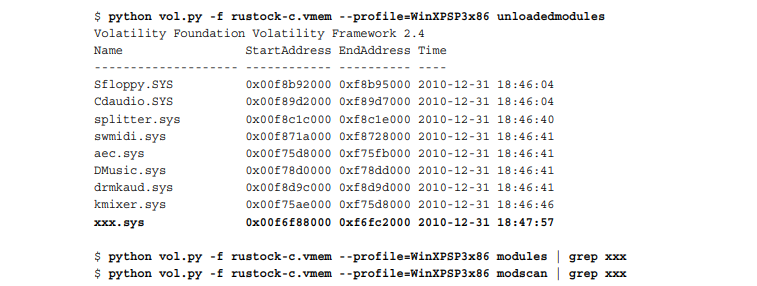 $ python vol.py -f rustock-c.vmem --profile=WinXPSP3x86 unloadedmodules
Volatility Foundation Volatility Framework 2.4
Name StartAddress EndAddress Time
-------------------- ------------ ---------- ----
Sfloppy.SYS 0x00f8b92000 0xf8b95000 2010-12-31 18:46:04
Cdaudio.SYS 0x00f89d2000 0xf89d7000 2010-12-31 18:46:04
splitter.sys 0x00f8c1c000 0xf8c1e000 2010-12-31 18:46:40
swmidi.sys 0x00f871a000 0xf8728000 2010-12-31 18:46:41
aec.sys 0x00f75d8000 0xf75fb000 2010-12-31 18:46:41
DMusic.sys 0x00f78d0000 0xf78dd000 2010-12-31 18:46:41
drmkaud.sys 0x00f8d9c000 0xf8d9d000 2010-12-31 18:46:41
kmixer.sys 0x00f75ae000 0xf75d8000 2010-12-31 18:46:46
xxx.sys 0x00f6f88000 0xf6fc2000 2010-12-31 18:47:57
$ python vol.py -f rustock-c.vmem --profile=WinXPSP3x86 modules | grep xxx
$ python vol.py -f rustock-c.vmem --profile=WinXPSP3x86 modscan | grep xxx